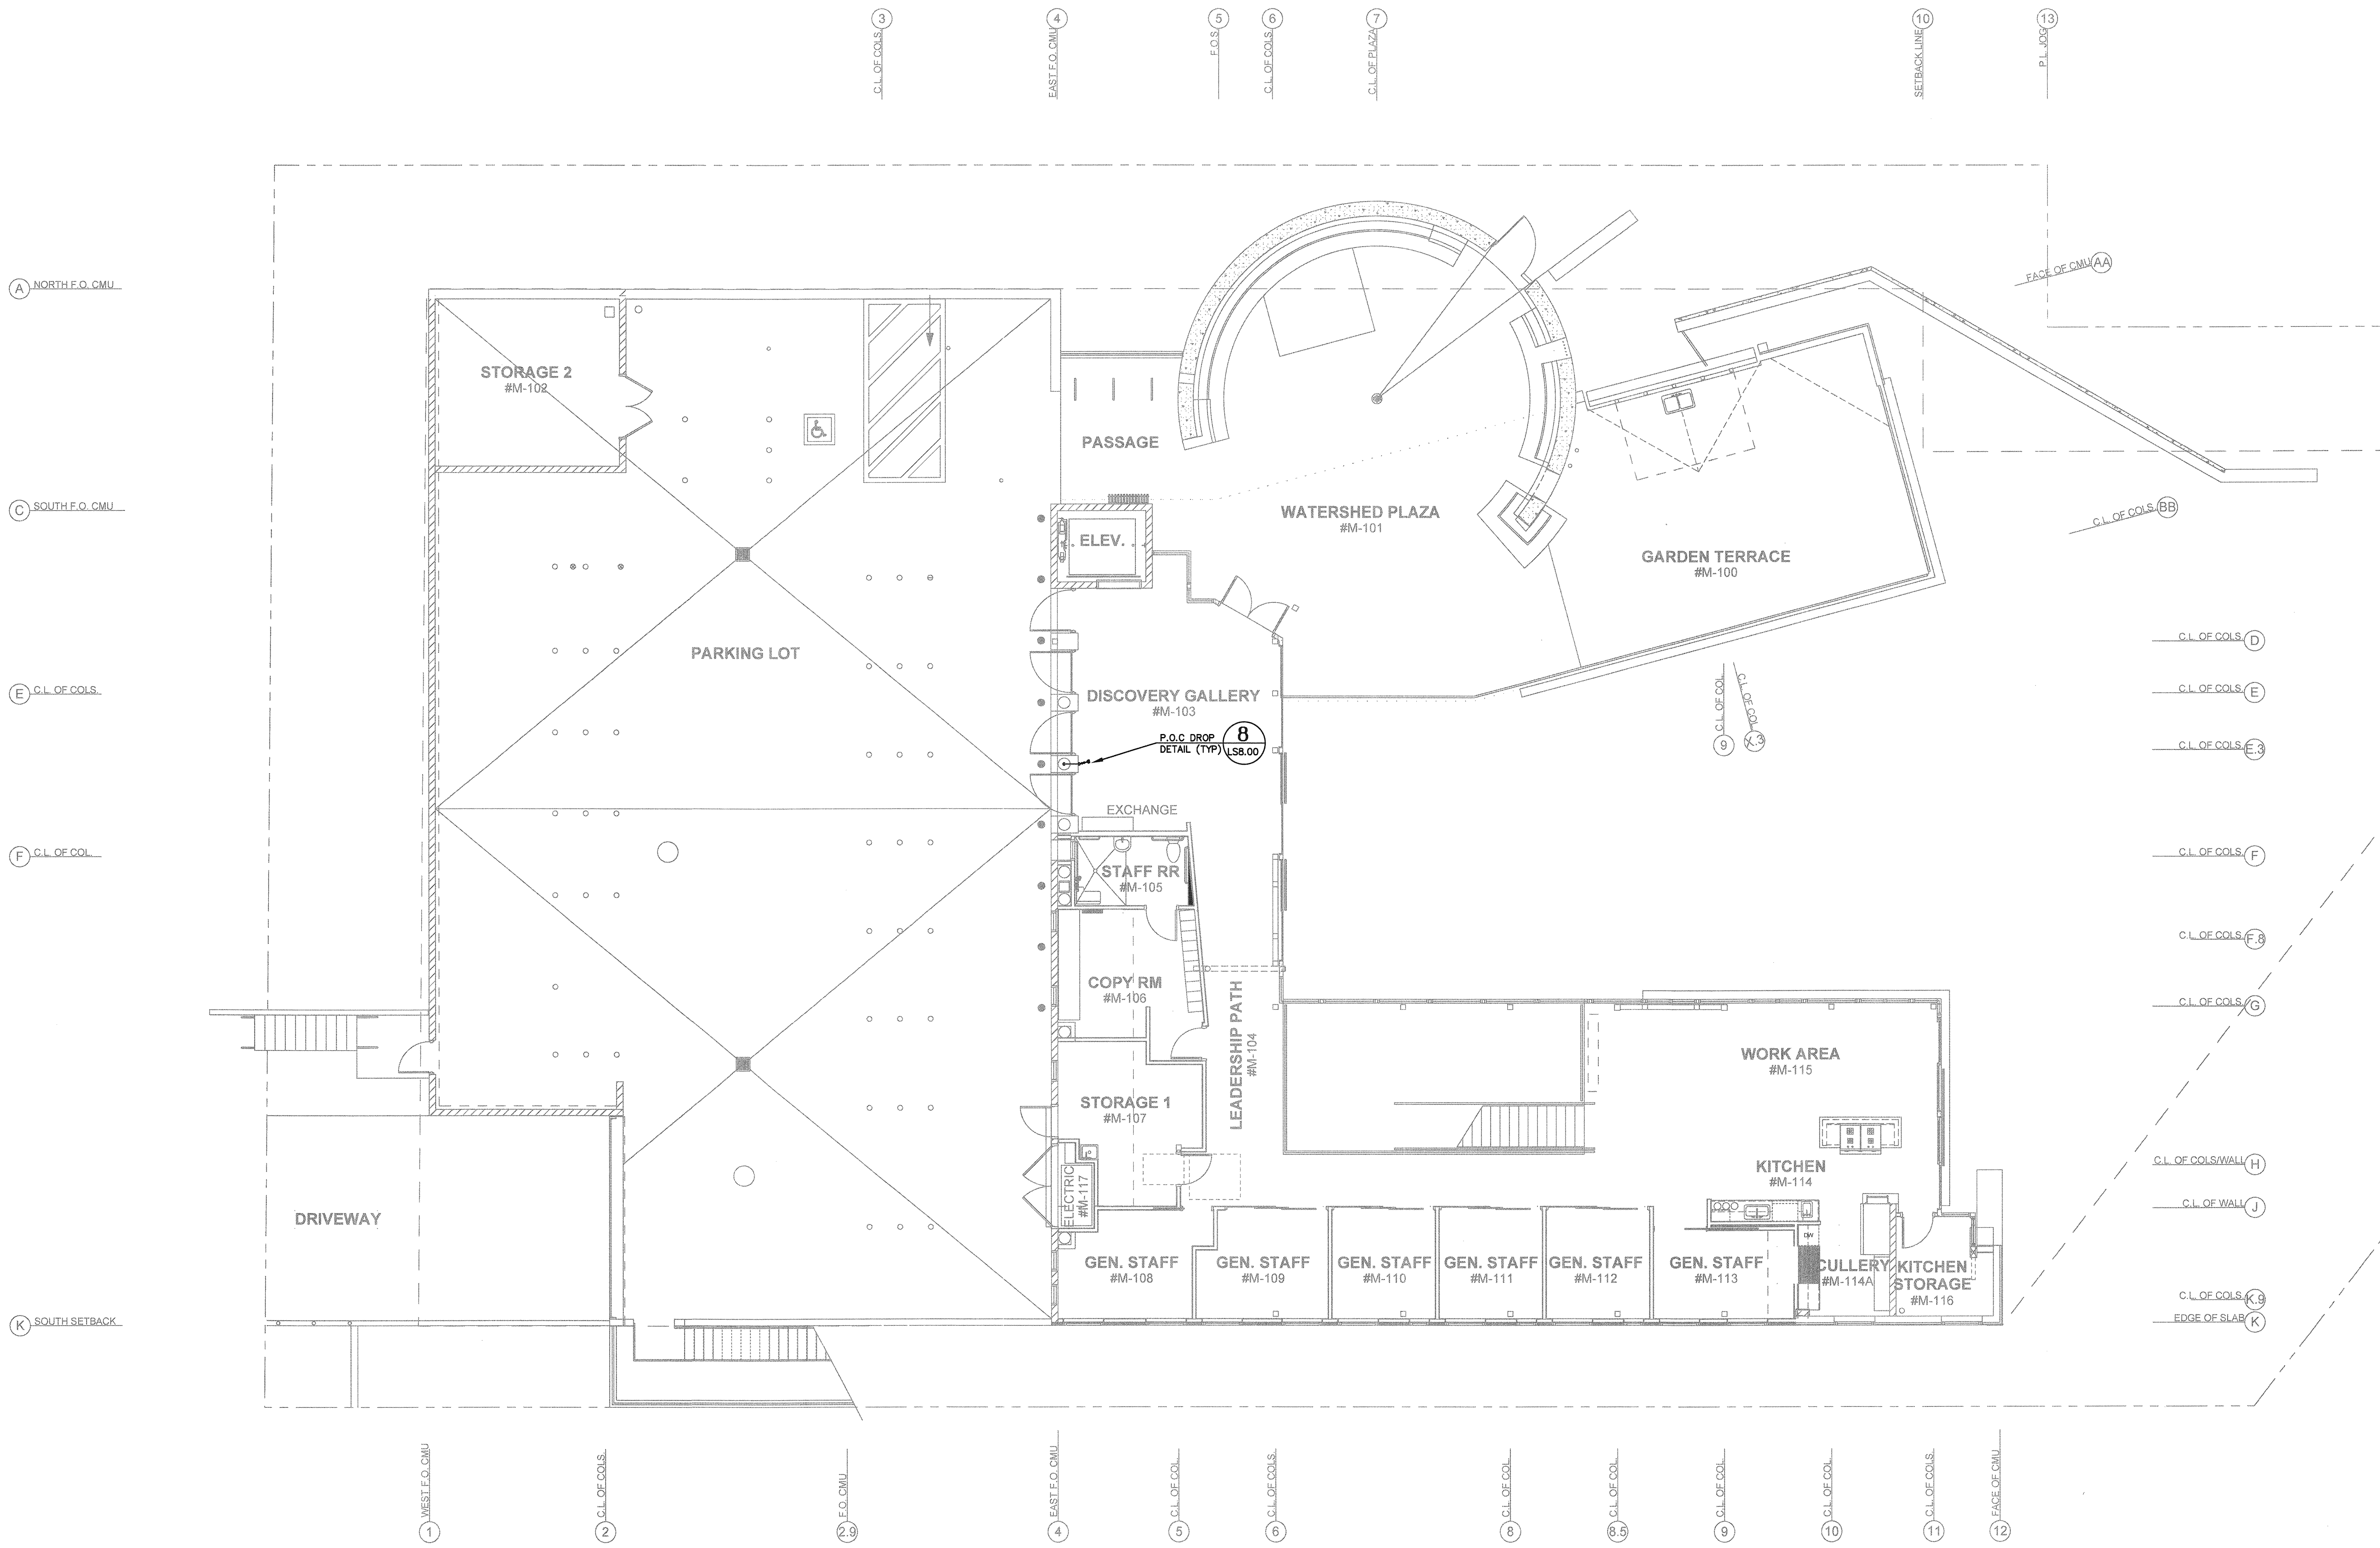 3
4
5
6
7
10
13
C.L. OF COLS.
EAST F.O. CMU
F.O.S.
C.L. OF COLS.
C.L. OF PLAZA
SETBACK LINE
P.L. JOG
A NORTH F.O. CMU
FACE OF CMU AA
STORAGE 2
#M-102
PASSAGE
C SOUTH F.O. CMU
C.L. OF COLS. BB
WATERSHED PLAZA
#M-101
ELEV.
GARDEN TERRACE
#M-100
C.L. OF COLS. D
PARKING LOT
E C.L. OF COLS.
DISCOVERY GALLERY
#M-103
C.L. OF COLS. E
C.L. OF COL.
9
C.L. OF COL.
X.3
P.O.C DROP
DETAIL (TYP)
8
LS8.00
C.L. OF COLS. E.3
EXCHANGE
F C.L. OF COL.
C.L. OF COLS. F
STAFF RR
#M-105
C.L. OF COLS. F.8
COPY RM
#M-106
C.L. OF COLS. G
LEADERSHIP PATH
#M-104
WORK AREA
#M-115
STORAGE 1
#M-107
KITCHEN
#M-114
C.L. OF COLS/WALL H
ELECTRIC
#M-117
C.L. OF WALL J
DRIVEWAY
DW
GEN. STAFF
#M-108
GEN. STAFF
#M-109
GEN. STAFF
#M-110
GEN. STAFF
#M-111
GEN. STAFF
#M-112
GEN. STAFF
#M-113
CULLERY
#M-114A
KITCHEN
STORAGE
#M-116
C.L. OF COLS. K.9
K SOUTH SETBACK
EDGE OF SLAB K
WEST F.O. CMU
C.L. OF COLS.
F.O. CMU
EAST F.O. CMU
C.L. OF COL.
C.L. OF COLS.
C.L. OF COL.
C.L. OF COL.
C.L. OF COL.
C.L. OF COL.
C.L. OF COLS.
FACE OF CMU
1
2
2.9
4
5
6
8
8.5
9
10
11
12